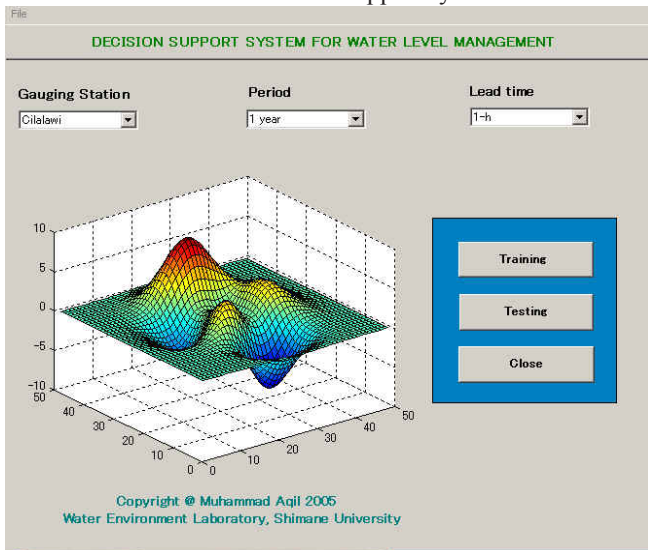 File
DECISION SUPPORT SYSTEM FOR WATER LEVEL MANAGEMENT
Gauging Station Period Lead time
Cilalawi 1 year 1-h
10
5
0
-5
-10
50
40
30
20
10
0
0
10
20
30
40
50
Training
Testing
Close
Copyright @ Muhammad Aqil 2005
Water Environment Laboratory, Shimane University